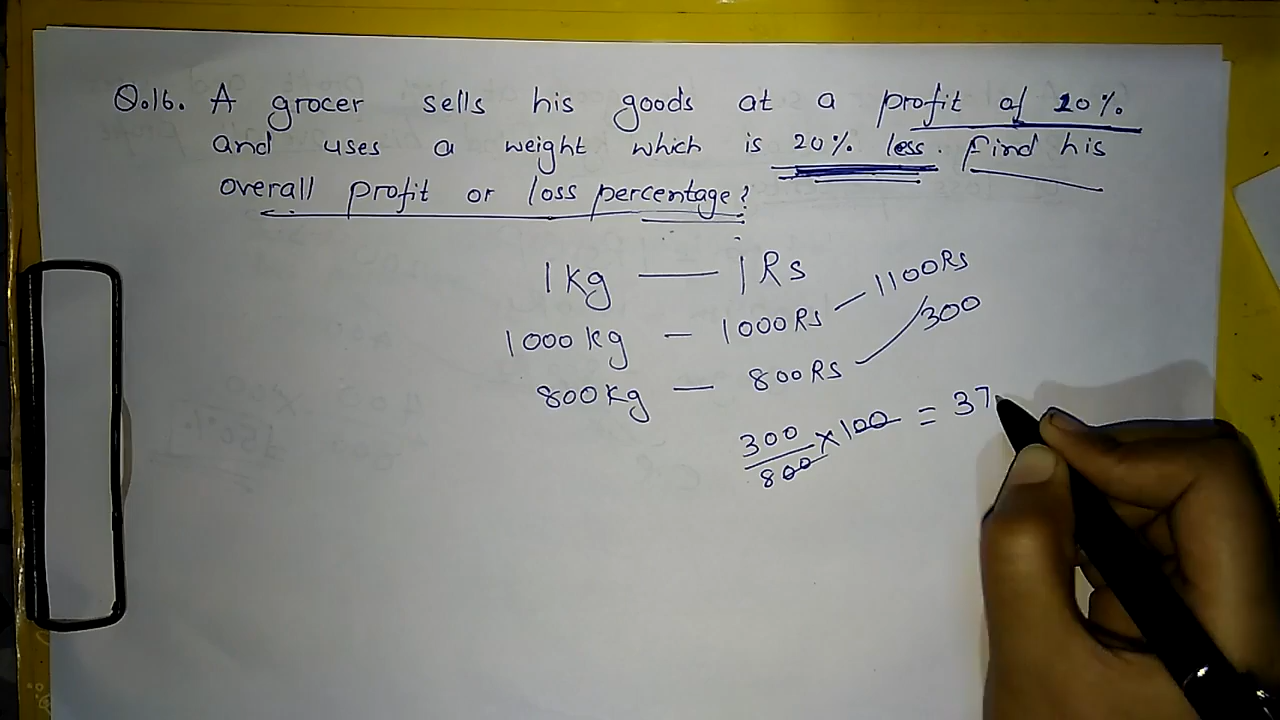 Q.16. A grocer sells his goods at a profit of 10%
and uses a weight which is 20% less. Find his
overall profit or loss percentage?
1Kg — 1Rs
1000kg — 1000Rs — 1100Rs
800Kg — 800Rs 300
300/800 × 100 = 37